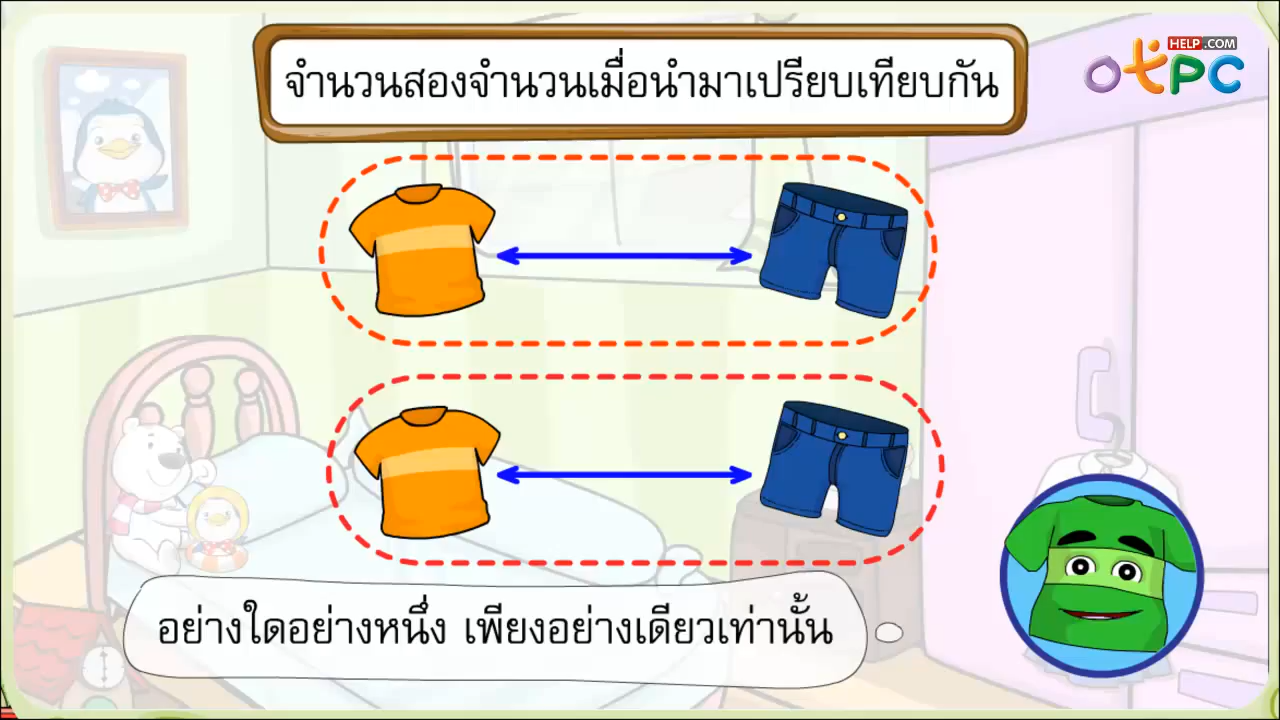 จำนวนสองจำนวนเมื่อนำมาเปรียบเทียบกัน
HELP .COM
OTPC
อย่างใดอย่างหนึ่ง เพียงอย่างเดียวเท่านั้น